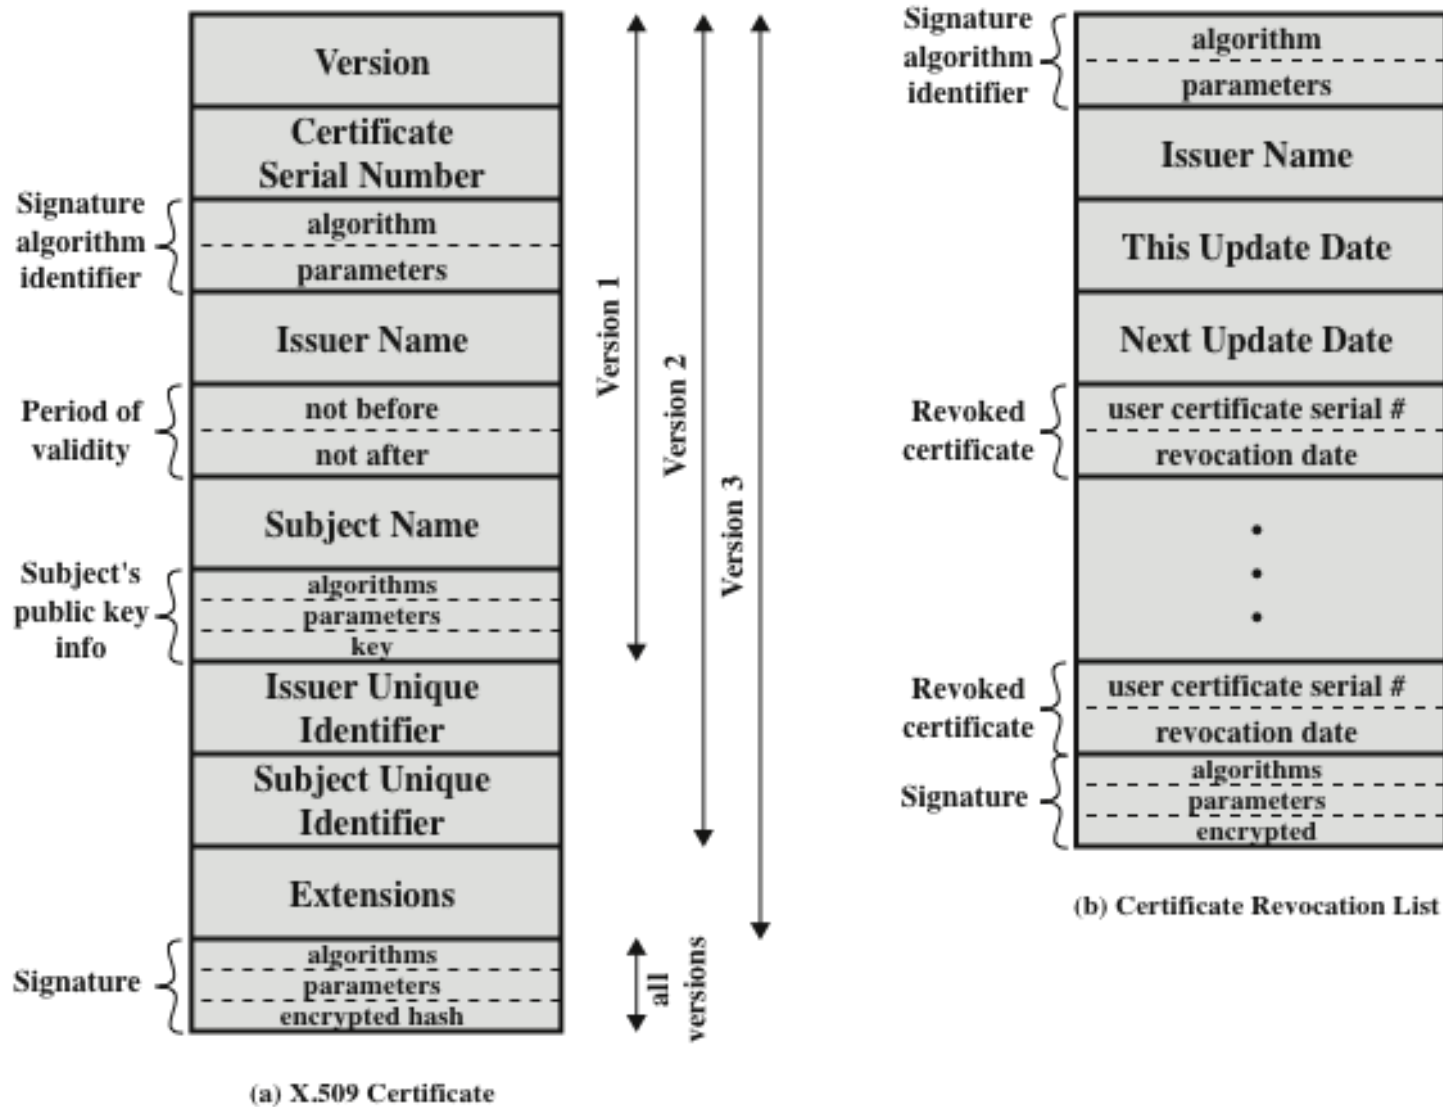 Version
Certificate
Serial Number
Signature
algorithm
identifier
algorithm
parameters
Issuer Name
Period of
validity
not before
not after
Subject Name
Subject's
public key
info
algorithms
parameters
key
Issuer Unique
Identifier
Subject Unique
Identifier
Extensions
Signature
algorithms
parameters
encrypted hash
Version 1
Version 2
Version 3
all
versions
(a) X.509 Certificate
Signature
algorithm
identifier
algorithm
parameters
Issuer Name
This Update Date
Next Update Date
Revoked
certificate
user certificate serial #
revocation date
Revoked
certificate
user certificate serial #
revocation date
Signature
algorithms
parameters
encrypted
(b) Certificate Revocation List